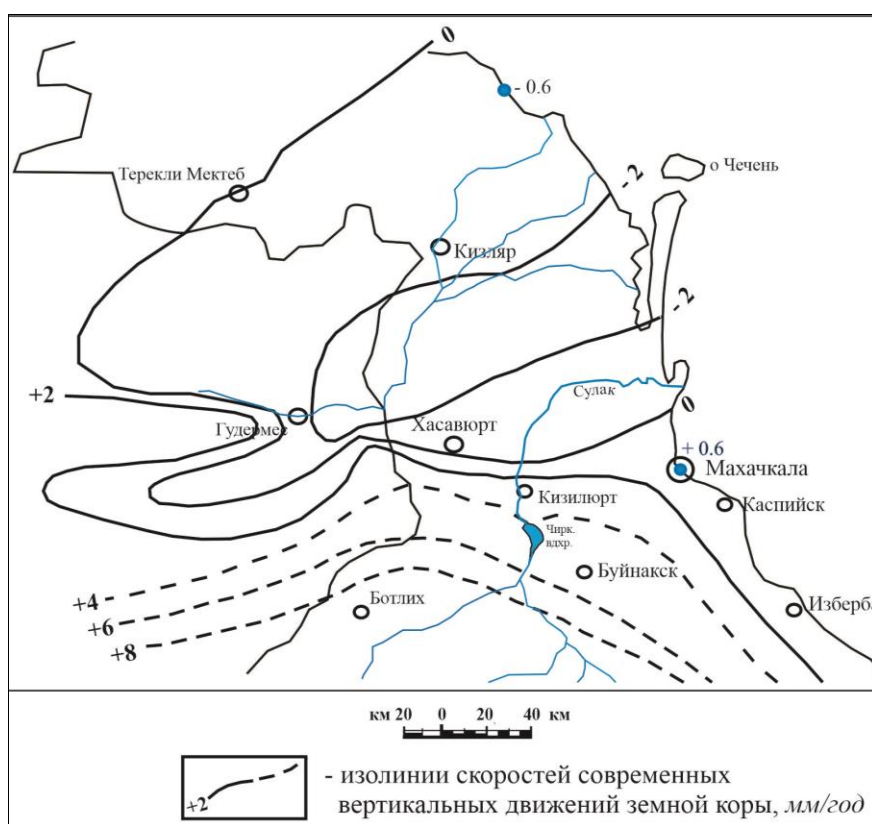 0
- 0.6
о Чечень
Терекли Мектеб
-2
Кизляр
-2
+2
Сулак
0
Гудермес
Хасавюрт
+ 0.6
Махачкала
Кизилюрт
Каспийск
Чирк.
вдхр.
Буйнакск
+4
Ботлих
Изберба
+6
+8
км 20 0 20 40 км
- изолинии скоростей современных
+2
вертикальных движений земной коры, мм/год